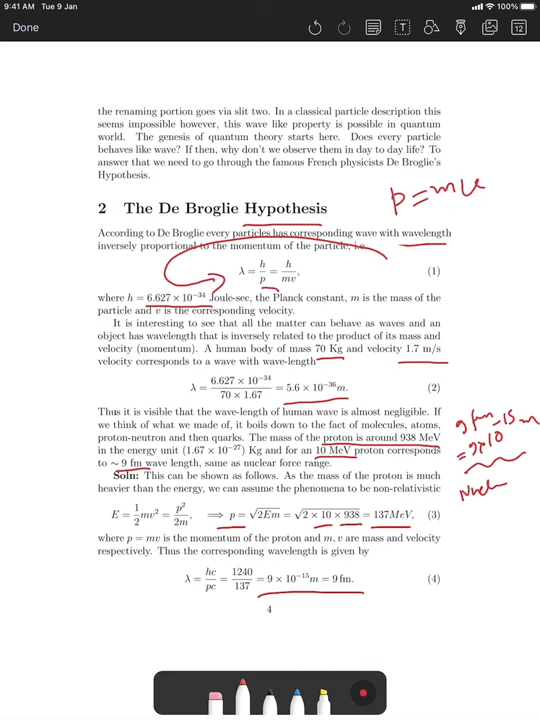 9:41 AM Tue 9 Jan
100%
Done
T
12
the renaming portion goes via slit two. In a classical particle description this
seems impossible however, this wave like property is possible in quantum
world. The genesis of quantum theory starts here. Does every particle
behaves like wave? If then, why don't we observe them in day to day life? To
answer that we need to go through the famous French physicists De Broglie's
Hypothesis.
p = mv
2 The De Broglie Hypothesis
According to De Broglie every particles has corresponding wave with wavelength
inversely proportional to the momentum of the particle, i.e.
λ = h/p = h/mv, (1)
where h = 6.627 × 10⁻³⁴ Joule-sec, the Planck constant, m is the mass of the
particle and v is the corresponding velocity.
It is interesting to see that all the matter can behave as waves and an
object has wavelength that is inversely related to the product of its mass and
velocity (momentum). A human body of mass 70 Kg and velocity 1.7 m/s
velocity corresponds to a wave with wave-length
λ = 6.627 × 10⁻³⁴ / 70 × 1.67 = 5.6 × 10⁻³⁶ m. (2)
Thus it is visible that the wave-length of human wave is almost negligible. If
we think of what we made of, it boils down to the fact of molecules, atoms,
proton-neutron and then quarks. The mass of the proton is around 938 MeV
in the energy unit (1.67 × 10⁻²⁷) Kg and for an 10 MeV proton corresponds
to ∼ 9 fm wave length, same as nuclear force range.
9 fm
= 9×10⁻¹⁵ m
Soln: This can be shown as follows. As the mass of the proton is much
heavier than the energy, we can assume the phenomena to be non-relativistic
E = 1/2 mv² = p²/2m, ⟹ p = √2Em = √2 × 10 × 938 = 137MeV, (3)
where p = mv is the momentum of the proton and m, v are mass and velocity
respectively. Thus the corresponding wavelength is given by
λ = hc/pc = 1240/137 = 9 × 10⁻¹⁵m = 9 fm. (4)
4